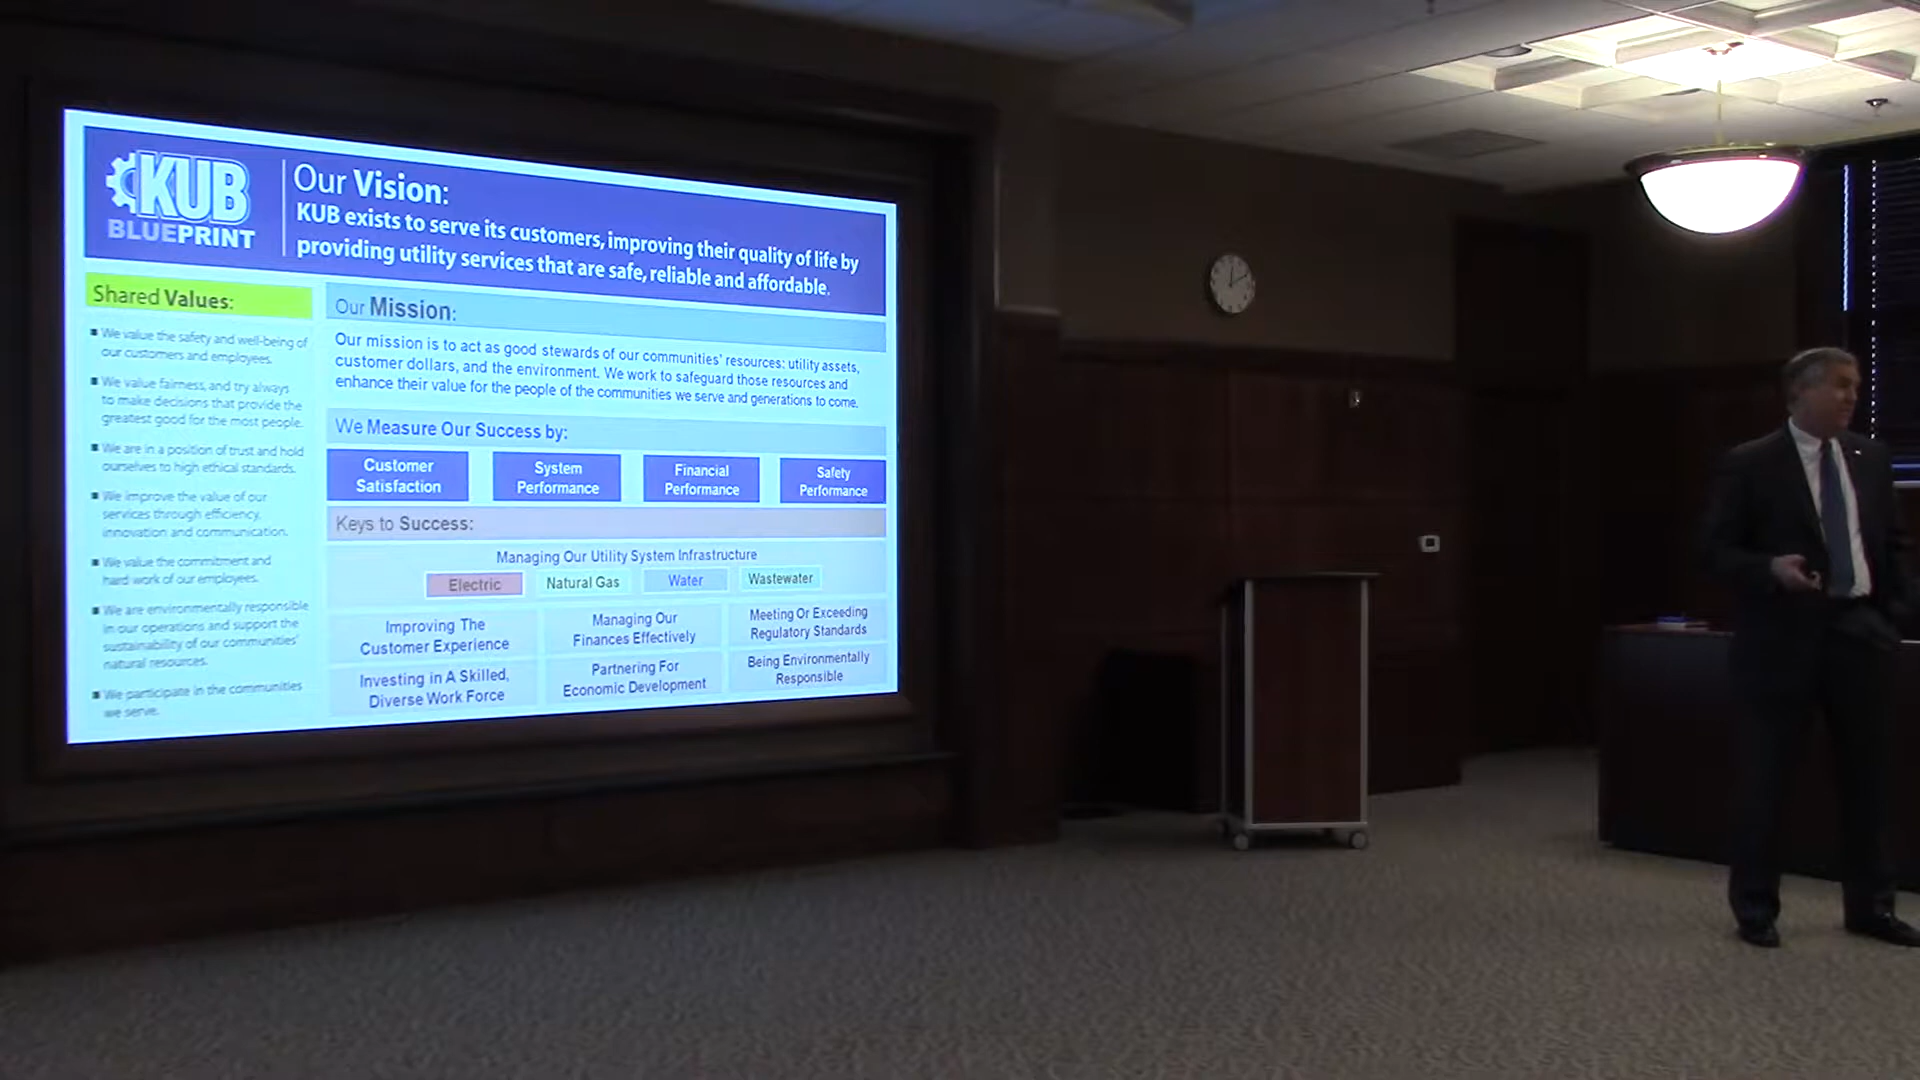 KUB
BLUEPRINT
Our Vision:
KUB exists to serve its customers, improving their quality of life by
providing utility services that are safe, reliable and affordable.
Shared Values:
We value the safety and well-being of
our customers and employees.
We value fairness, and try always
to make decisions that provide the
greatest good for the most people.
We are in a position of trust and hold
ourselves to high ethical standards.
We improve the value of our
services through efficiency,
innovation and communication.
We value the commitment and
hard work of our employees.
We are environmentally responsible
in our operations and support the
sustainability of our communities'
natural resources.
We participate in the communities
we serve.
Our Mission:
Our mission is to act as good stewards of our communities' resources: utility assets,
customer dollars, and the environment. We work to safeguard those resources and
enhance their value for the people of the communities we serve and generations to come.
We Measure Our Success by:
Customer
Satisfaction
System
Performance
Financial
Performance
Safety
Performance
Keys to Success:
Managing Our Utility System Infrastructure
Electric
Natural Gas
Water
Wastewater
Improving The
Customer Experience
Managing Our
Finances Effectively
Meeting Or Exceeding
Regulatory Standards
Investing in A Skilled,
Diverse Work Force
Partnering For
Economic Development
Being Environmentally
Responsible